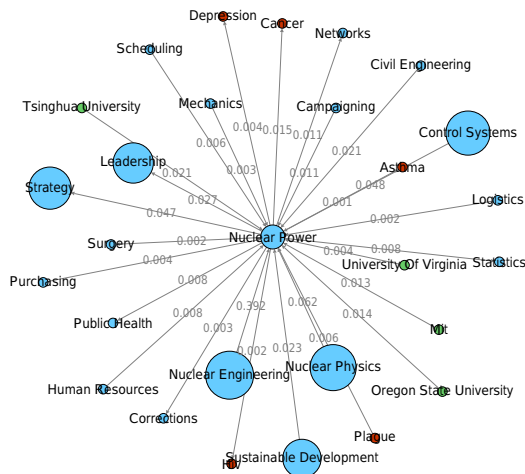 Depression
Cancer
Networks
Scheduling
Civil Engineering
Mechanics
Campaigning
Tsinghua University
0.004
0.015
0.011
0.006
0.003
0.011
0.021
Control Systems
Leadership
Asthma
0.021
0.027
0.048
0.001
Strategy
Logistics
0.047
0.002
Nuclear Power
Surgery
0.002
0.004
0.008
0.004
University Of Virginia
Statistics
Purchasing
0.008
0.013
0.392
0.062
0.008
0.014
Public Health
0.003
0.006
Mit
0.002
0.023
Nuclear Engineering
Nuclear Physics
Human Resources
Oregon State University
Corrections
Plague
Hiv
Sustainable Development